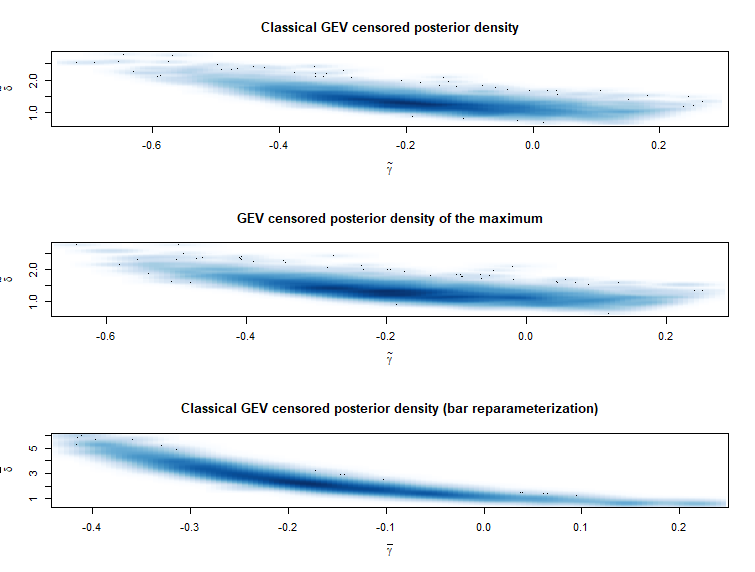 Classical GEV censored posterior density
2.0
1.0
δ̃
-0.6 -0.4 -0.2 0.0 0.2
γ̃
GEV censored posterior density of the maximum
2.0
1.0
δ̃
-0.6 -0.4 -0.2 0.0 0.2
γ̃
Classical GEV censored posterior density (bar reparameterization)
5
3
1
δ̅
-0.4 -0.3 -0.2 -0.1 0.0 0.1 0.2
γ̅